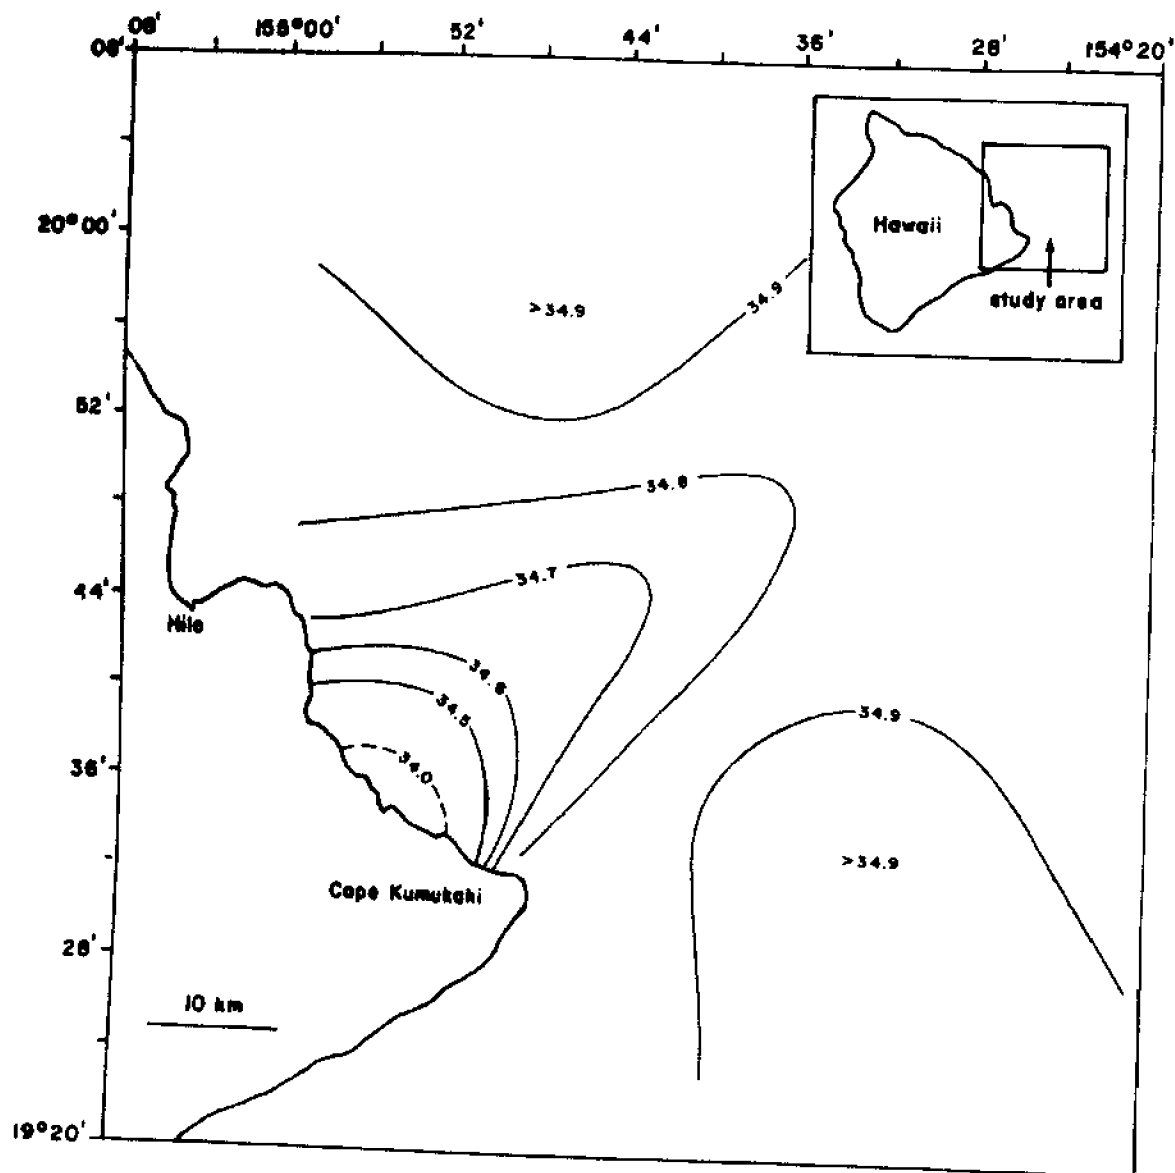 08' 155°00' 52' 44' 36' 28' 154°20'
08'
20°00'
Hawaii
study area
34.9
>34.9
52'
34.8
34.7
44'
Hilo
34.6
34.5
34.9
34.0
36'
>34.9
Cape Kumukahi
28'
10 km
19°20'